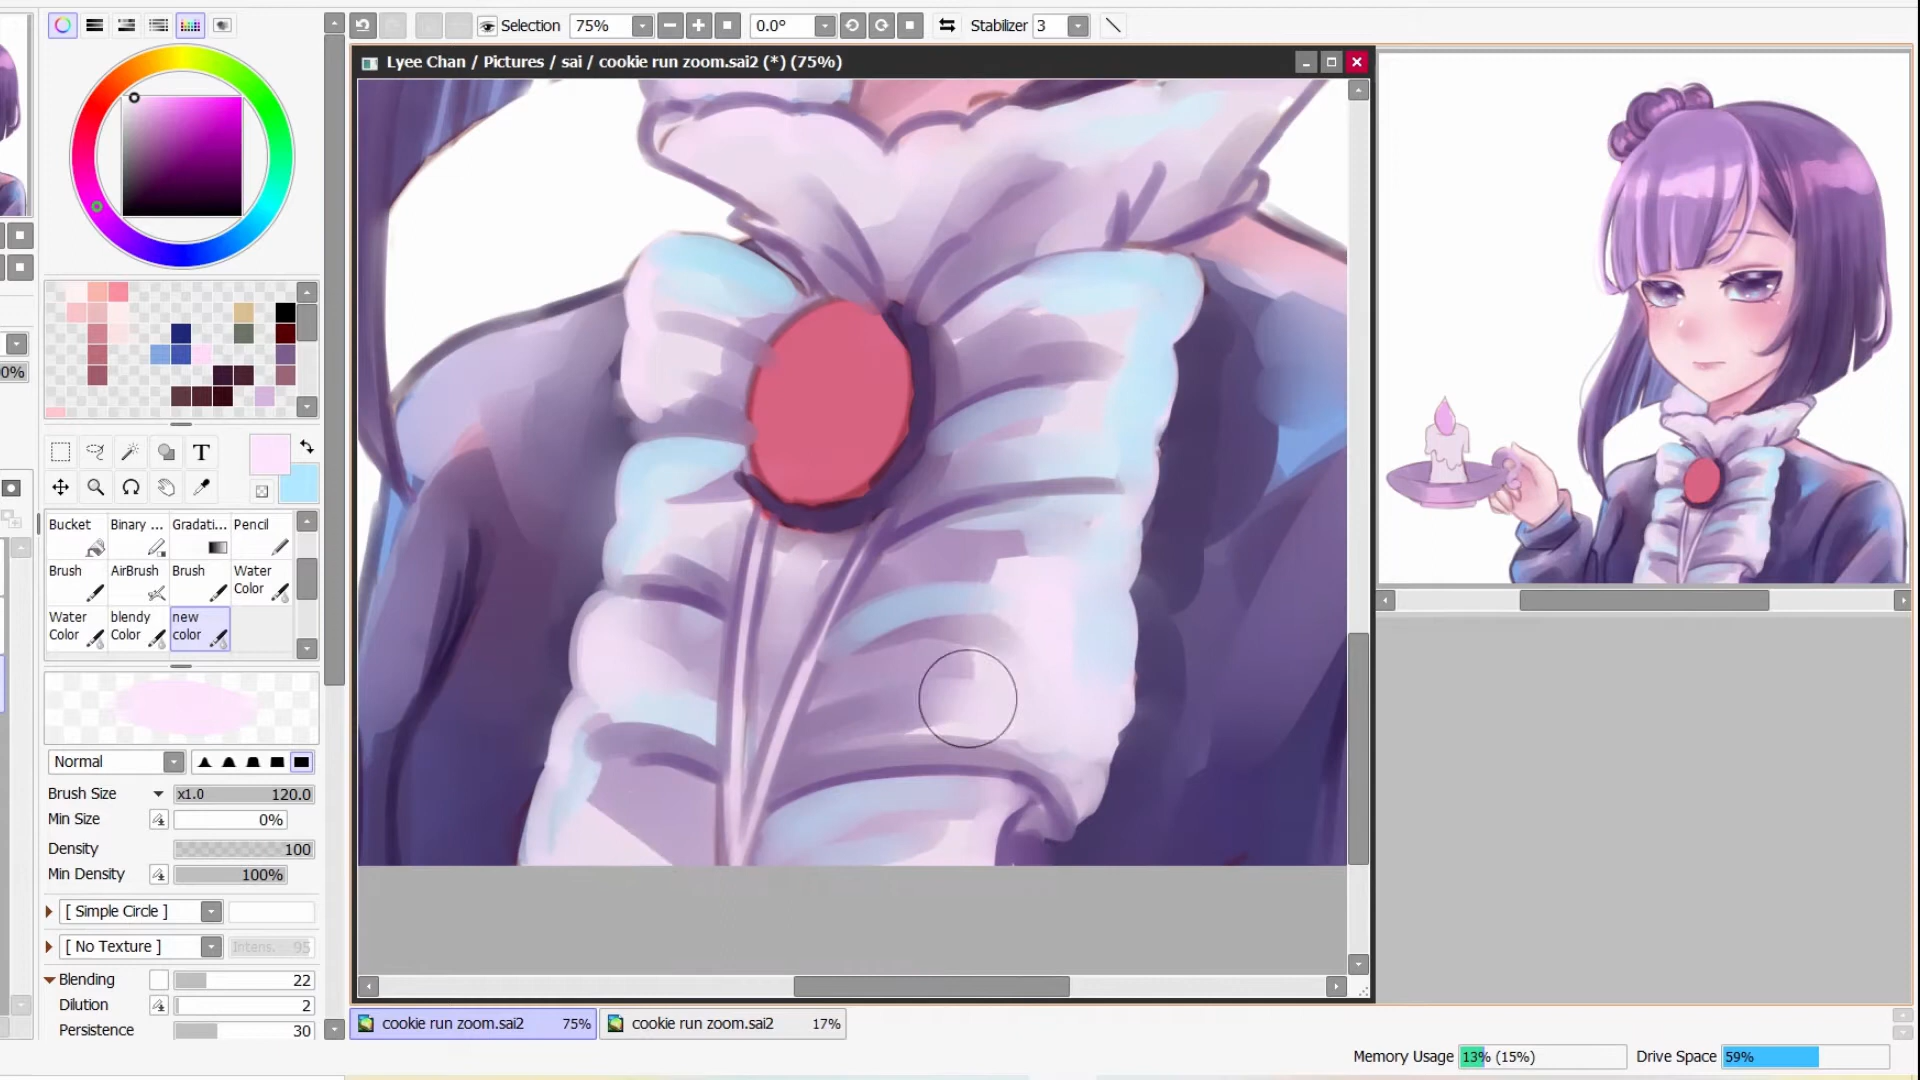 Selection 75% 0.0° Stabilizer 3
Lyee Chan / Pictures / sai / cookie run zoom.sai2 (*) (75%)
0%
T
Bucket Binary ... Gradati... Pencil
Brush AirBrush Brush Water Color
Water Color blendy Color new color
Normal
Brush Size x1.0 120.0
Min Size 0%
Density 100
Min Density 100%
[ Simple Circle ]
[ No Texture ] Intens. 95
Blending 22
Dilution 2
Persistence 30
cookie run zoom.sai2 75% cookie run zoom.sai2 17%
Memory Usage 13% (15%) Drive Space 59%